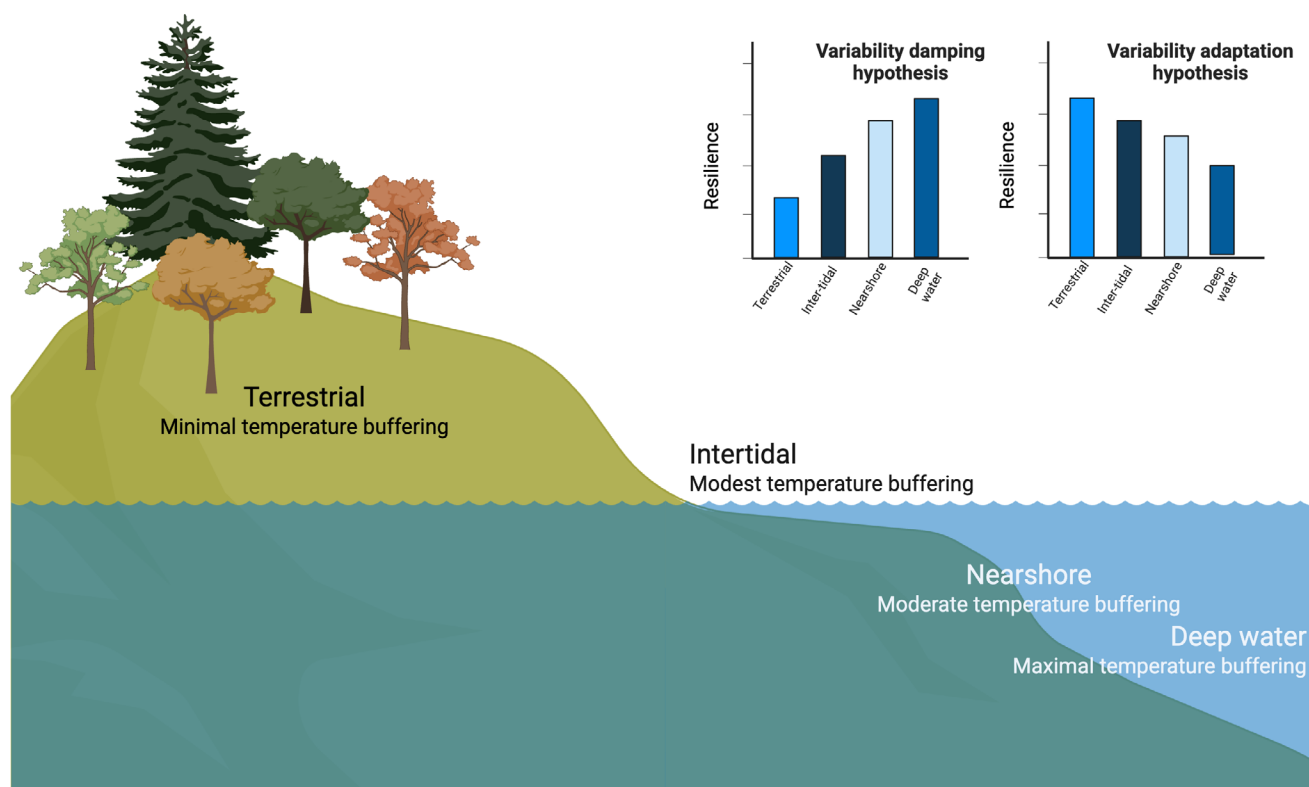 Variability damping
hypothesis
Resilience
Terrestrial
Inter-tidal
Nearshore
Deep
water
Variability adaptation
hypothesis
Resilience
Terrestrial
Inter-tidal
Nearshore
Deep
water
Terrestrial
Minimal temperature buffering
Intertidal
Modest temperature buffering
Nearshore
Moderate temperature buffering
Deep water
Maximal temperature buffering